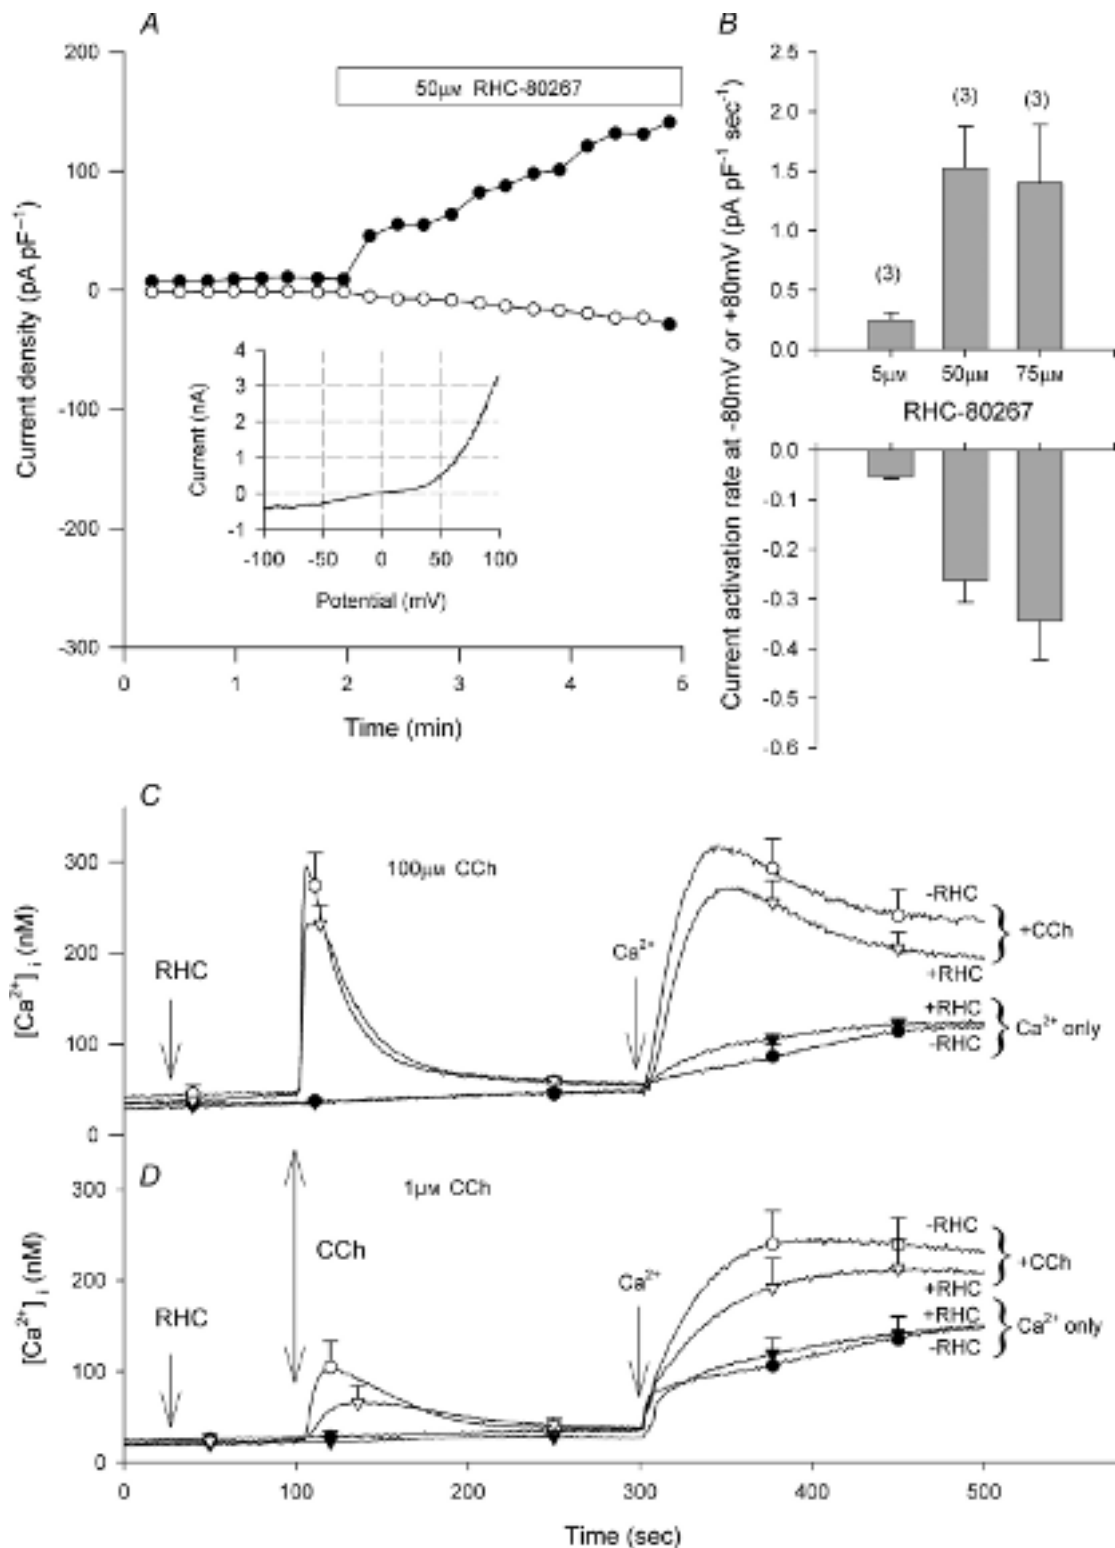 A
200
100
0
-100
-200
-300
Current density (pA pF⁻¹)
50µM RHC-80267
4
3
2
1
0
-1
Current (nA)
-100 -50 0 50 100
Potential (mV)
0 1 2 3 4 5
Time (min)
B
Current activation rate at -80mV or +80mV (pA pF⁻¹ sec⁻¹)
2.5
2.0
1.5
1.0
0.5
0.0
(3) (3) (3)
5µM 50µM 75µM
RHC-80267
0.0
-0.1
-0.2
-0.3
-0.4
-0.5
-0.6
C
[Ca²⁺]i (nM)
300
200
100
0
100µM CCh
RHC
Ca²⁺
-RHC
+CCh
+RHC
+RHC
Ca²⁺ only
-RHC
D
[Ca²⁺]i (nM)
300
200
100
0
1µM CCh
CCh
RHC
Ca²⁺
-RHC
+CCh
+RHC
+RHC
Ca²⁺ only
-RHC
0 100 200 300 400 500
Time (sec)